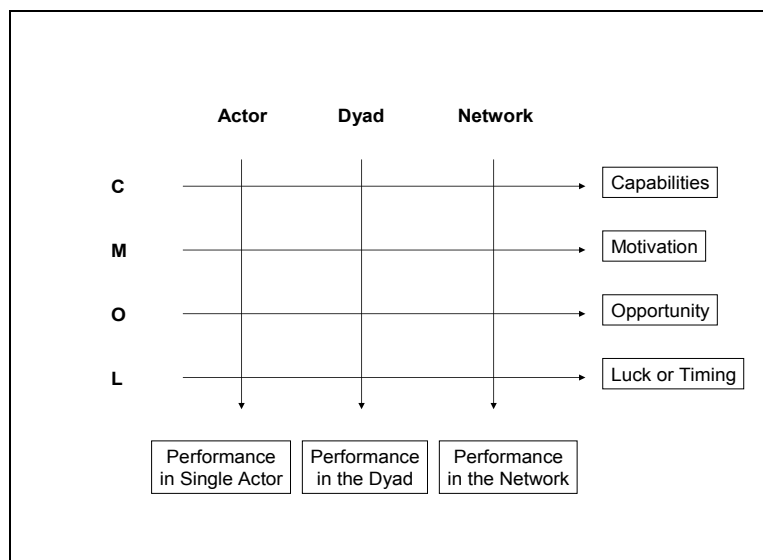 Actor Dyad Network
C Capabilities
M Motivation
O Opportunity
L Luck or Timing
Performance Performance Performance
in Single Actor in the Dyad in the Network